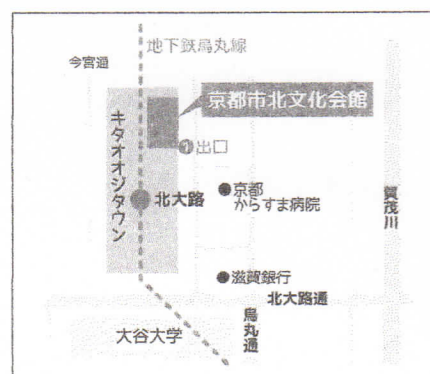 地下鉄烏丸線
今宮通
京都市北文化会館
キタオオジタウン
❶出口
北大路
●京都
からすま病院
賀茂川
●滋賀銀行
北大路通
大谷大学
烏丸通